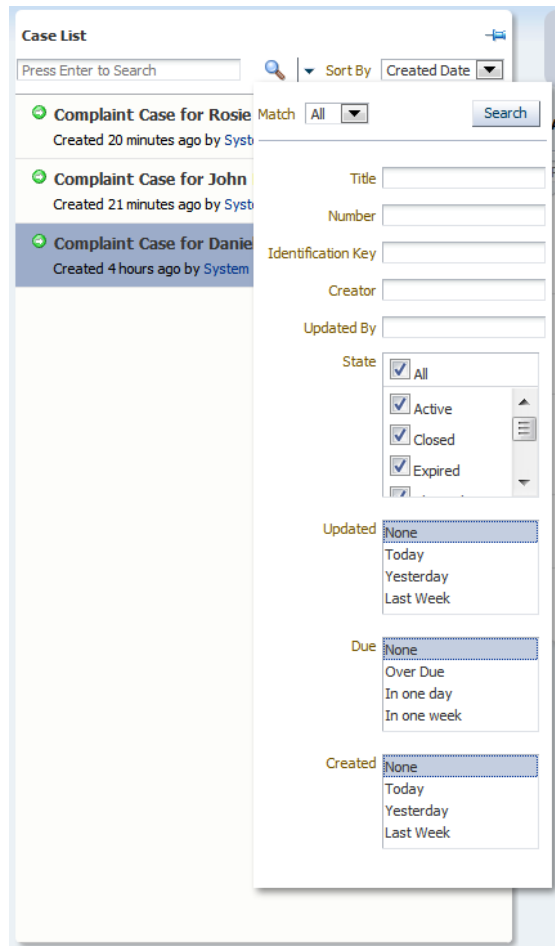 Case List
Press Enter to Search
Sort By Created Date
Complaint Case for Rosie
Created 20 minutes ago by
Complaint Case for John
Created 21 minutes ago by
Complaint Case for
Created 4 hours ago by System
Match All
Search
Title
Number
Identification Key
Creator
Updated By
State
All
Active
Closed
Expired
Updated
None
Today
Yesterday
Last Week
Due
None
Over Due
In one day
In one week
Created
None
Today
Yesterday
Last Week